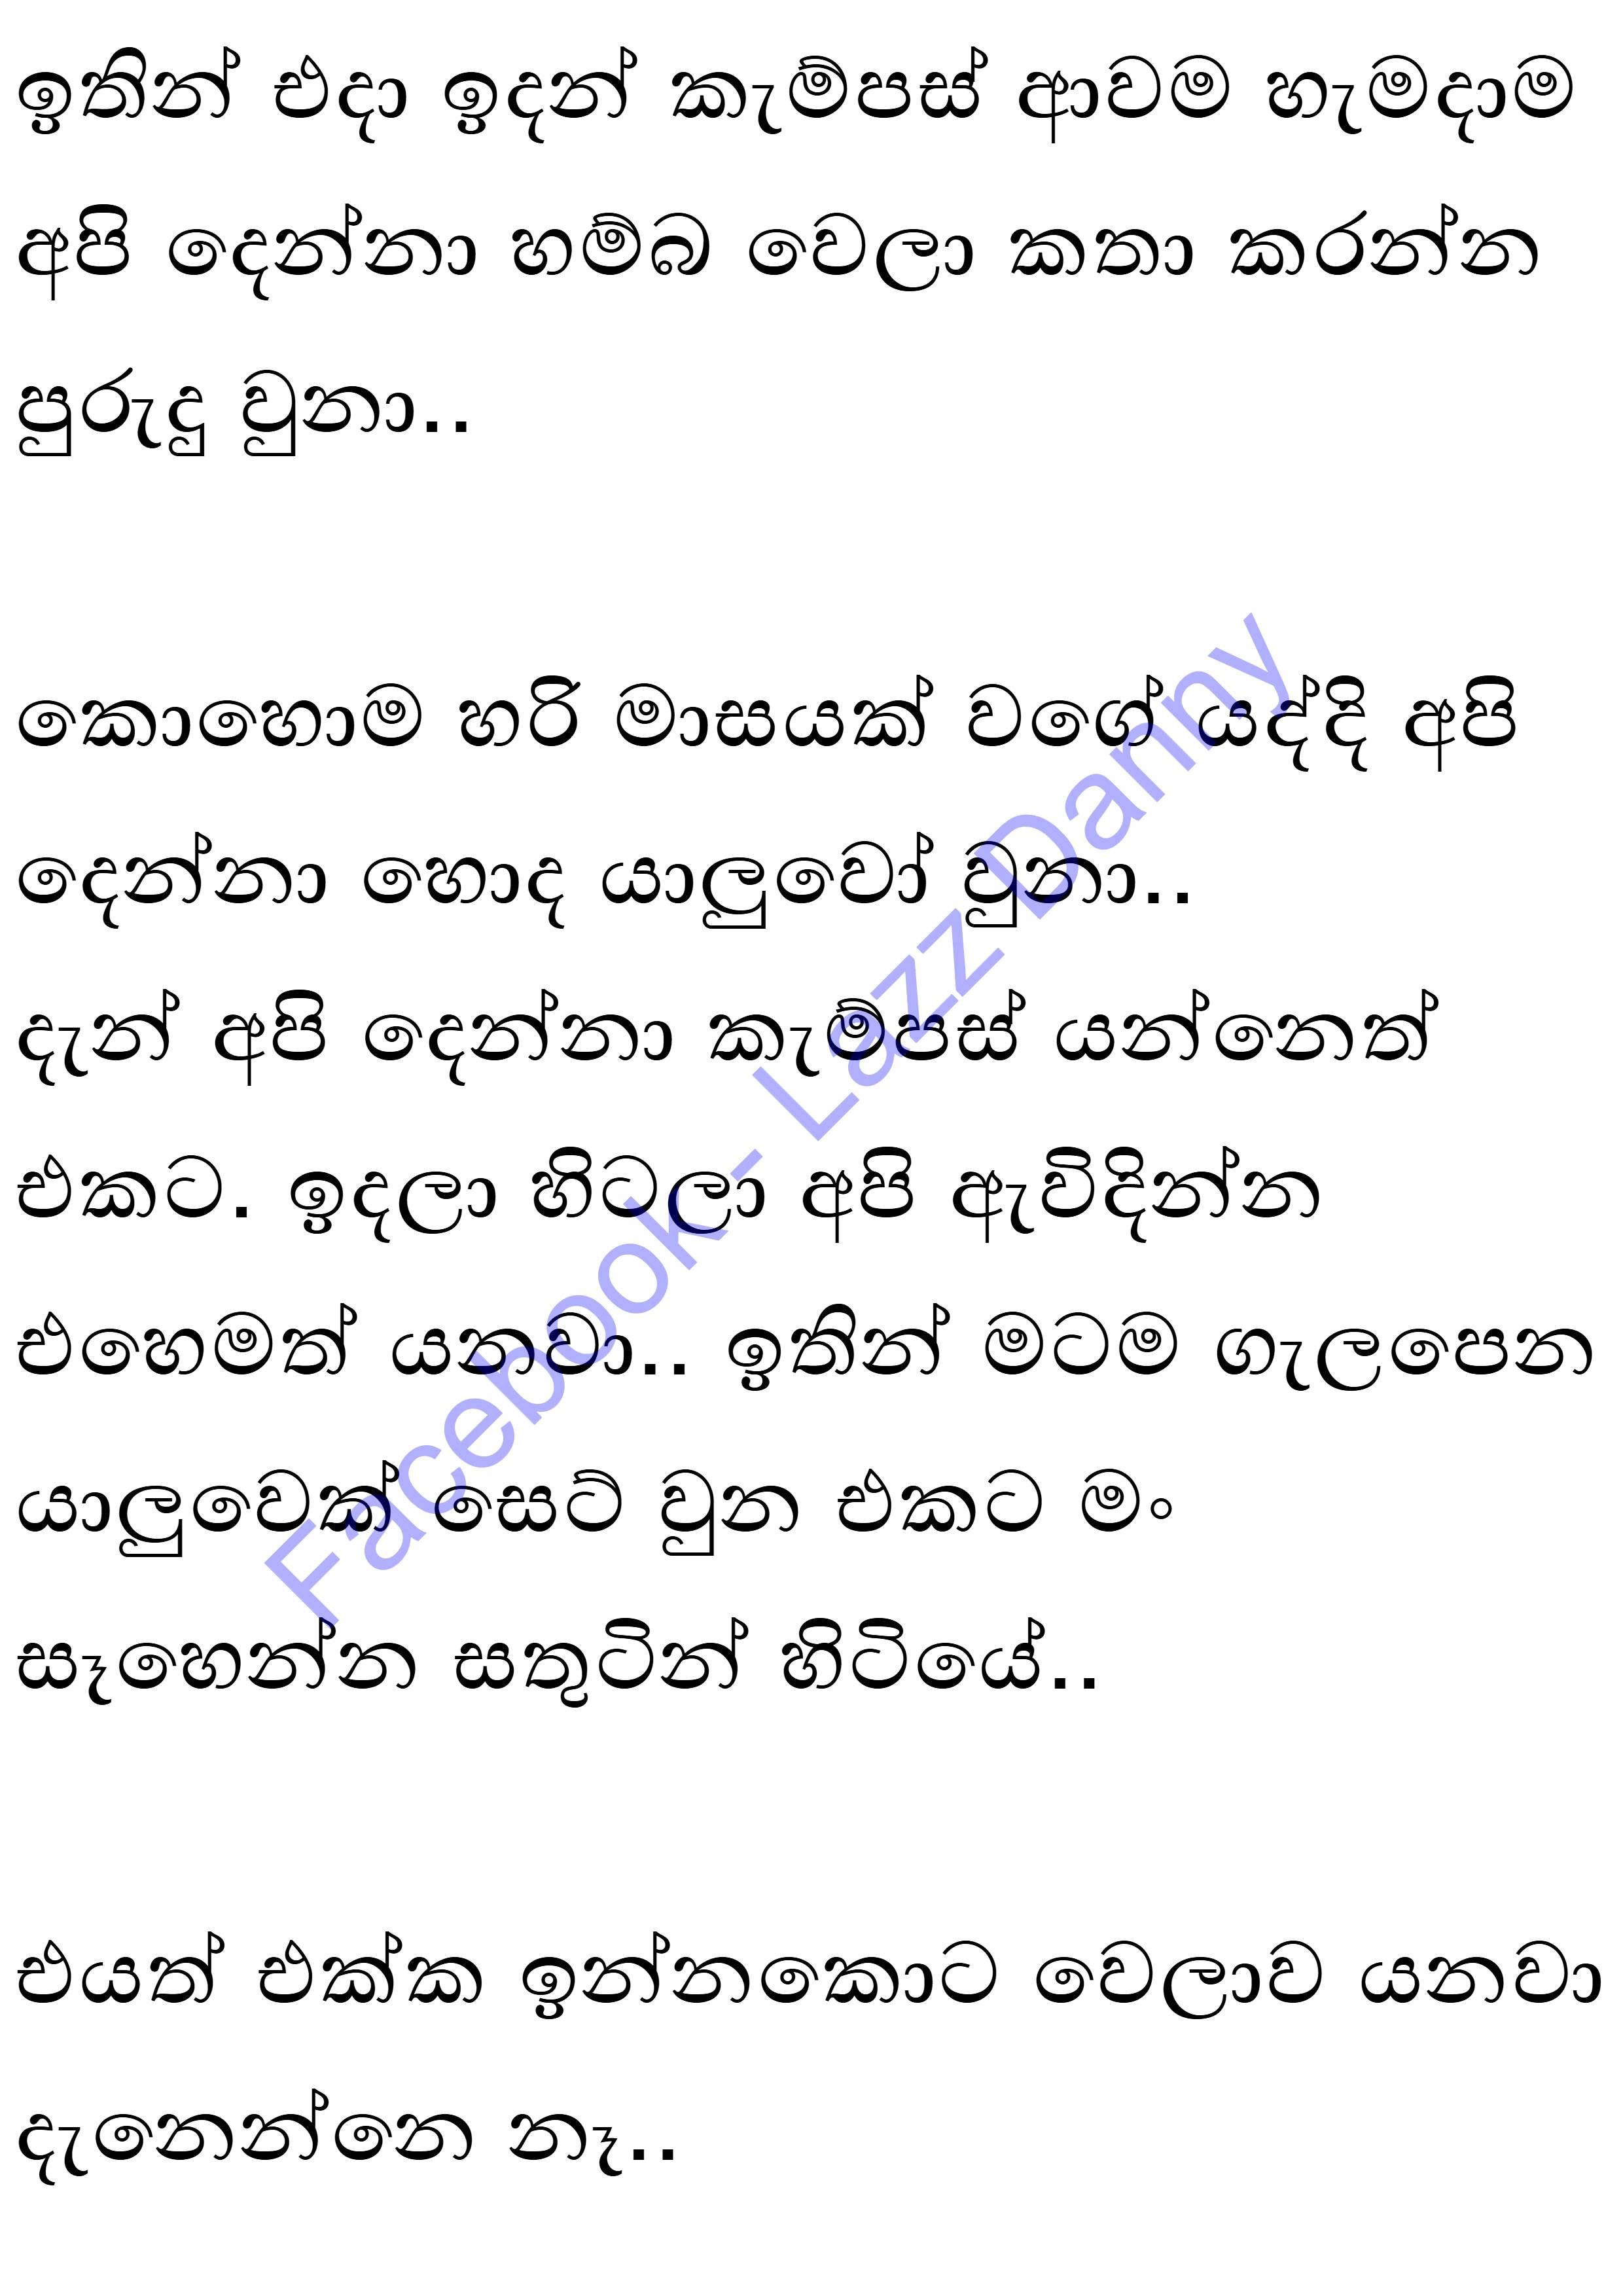 ඉතින් එදා ඉදන් කැම්පස් ආවම හැමදාම
අපි දෙන්නා හම්බ වෙලා කතා කරන්න
පුරුදු වුනා..
කොහොම හරි මාසයක් වගේ යද්දි අපි
දෙන්නා හොද යාලුවෝ වුනා..
දැන් අපි දෙන්නා කැම්පස් යන්නෙත්
එකට. ඉදලා හිටලා අපි ඇවිදින්න
එහෙමත් යනවා.. ඉතින් මටම ගැලපෙන
යාලුවෙක් සෙට් වුන එකට මං
සෑහෙන්න සතුටින් හිටියේ..
එයත් එක්ක ඉන්නකොට වෙලාව යනවා
දැනෙන්නෙ නෑ..
Facebook- Lazz Danny